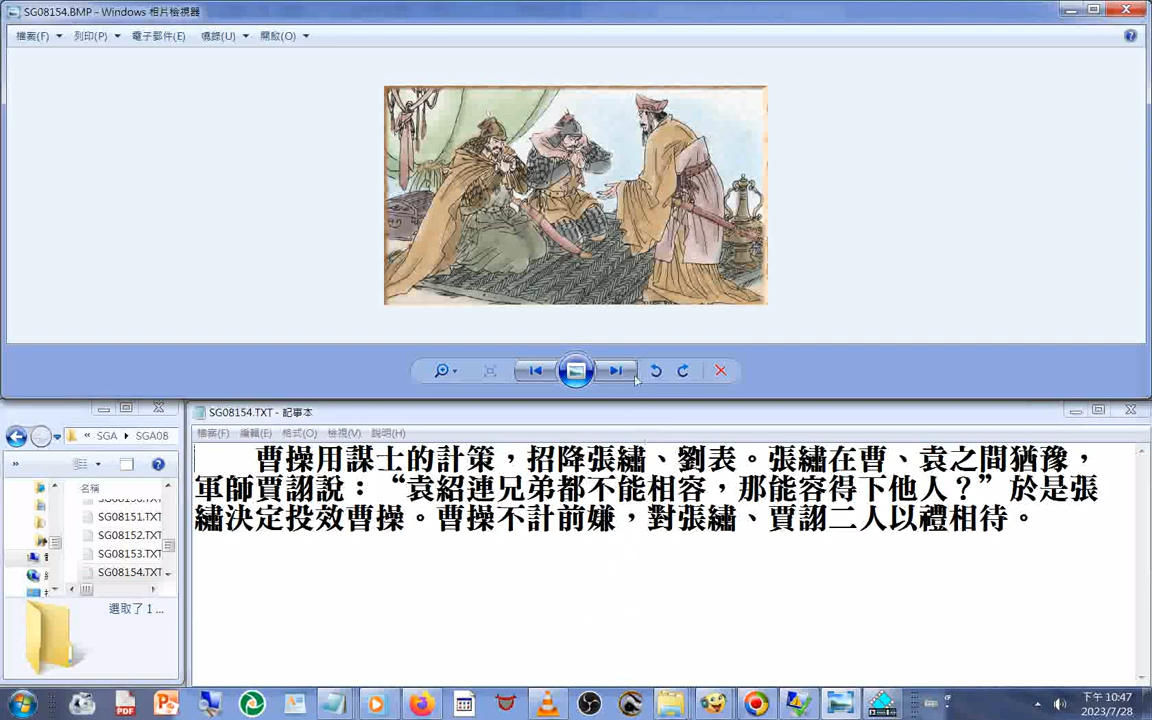 SG08154.BMP - Windows 相片檢視器
檔案(F) 列印(P) 電子郵件(E) 燒錄(U) 開啟(O)
« SGA SGA08
»
名稱
SG08151.TXT
SG08152.TXT
SG08153.TXT
SG08154.TXT
選取了 1 ...
SG08154.TXT - 記事本
檔案(F) 編輯(E) 格式(O) 檢視(V) 說明(H)
曹操用謀士的計策，招降張繡、劉表。張繡在曹、袁之間猶豫，
軍師賈詡說：“袁紹連兄弟都不能相容，那能容得下他人？”於是張
繡決定投效曹操。曹操不計前嫌，對張繡、賈詡二人以禮相待。
PDF
下午 10:47
2023/7/28